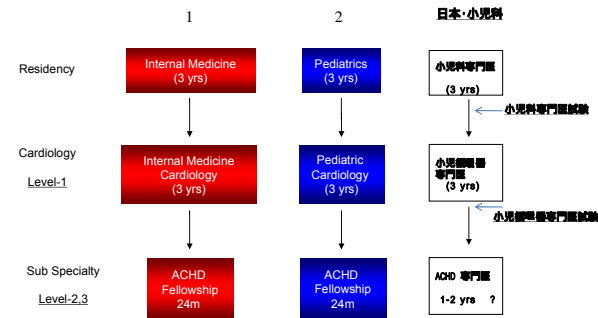 1
2
日本・小児科
Residency
Internal Medicine
(3 yrs)
Pediatrics
(3 yrs)
小児科専門医
(3 yrs)
小児科専門医試験
Cardiology
Level-1
Internal Medicine
Cardiology
(3 yrs)
Pediatric
Cardiology
(3 yrs)
小児循環器
専門医
(3 yrs)
小児循環器専門医試験
Sub Specialty
Level-2,3
ACHD
Fellowship
24m
ACHD
Fellowship
24m
ACHD 専門医
1-2 yrs ?